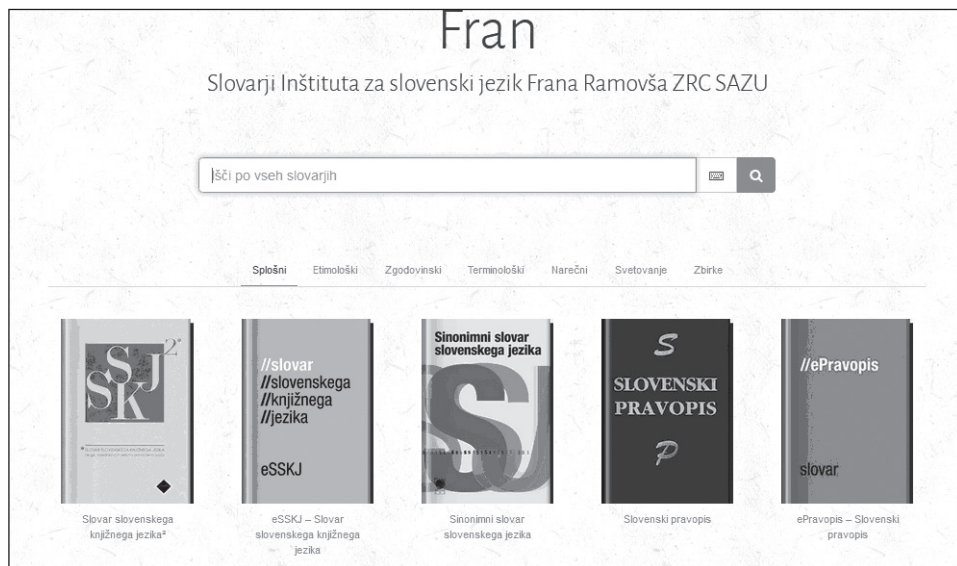 Fran
Slovarji Inštituta za slovenski jezik Frana Ramovša ZRC SAZU
Išči po vseh slovarjih
Splošni Etimološki Zgodovinski Terminološki Narečni Svetovanje Zbirke
SSKJ 2
//slovar
//slovenskega
//knjižnega
//jezika
eSSKJ
Sinonimni slovar
slovenskega jezika
SSSJ
S
SLOVENSKI
PRAVOPIS
P
//ePravopis
slovar
Slovar slovenskega
knjižnega jezika²
eSSKJ – Slovar
slovenskega knjižnega
jezika
Sinonimni slovar
slovenskega jezika
Slovenski pravopis
ePravopis – Slovenski
pravopis